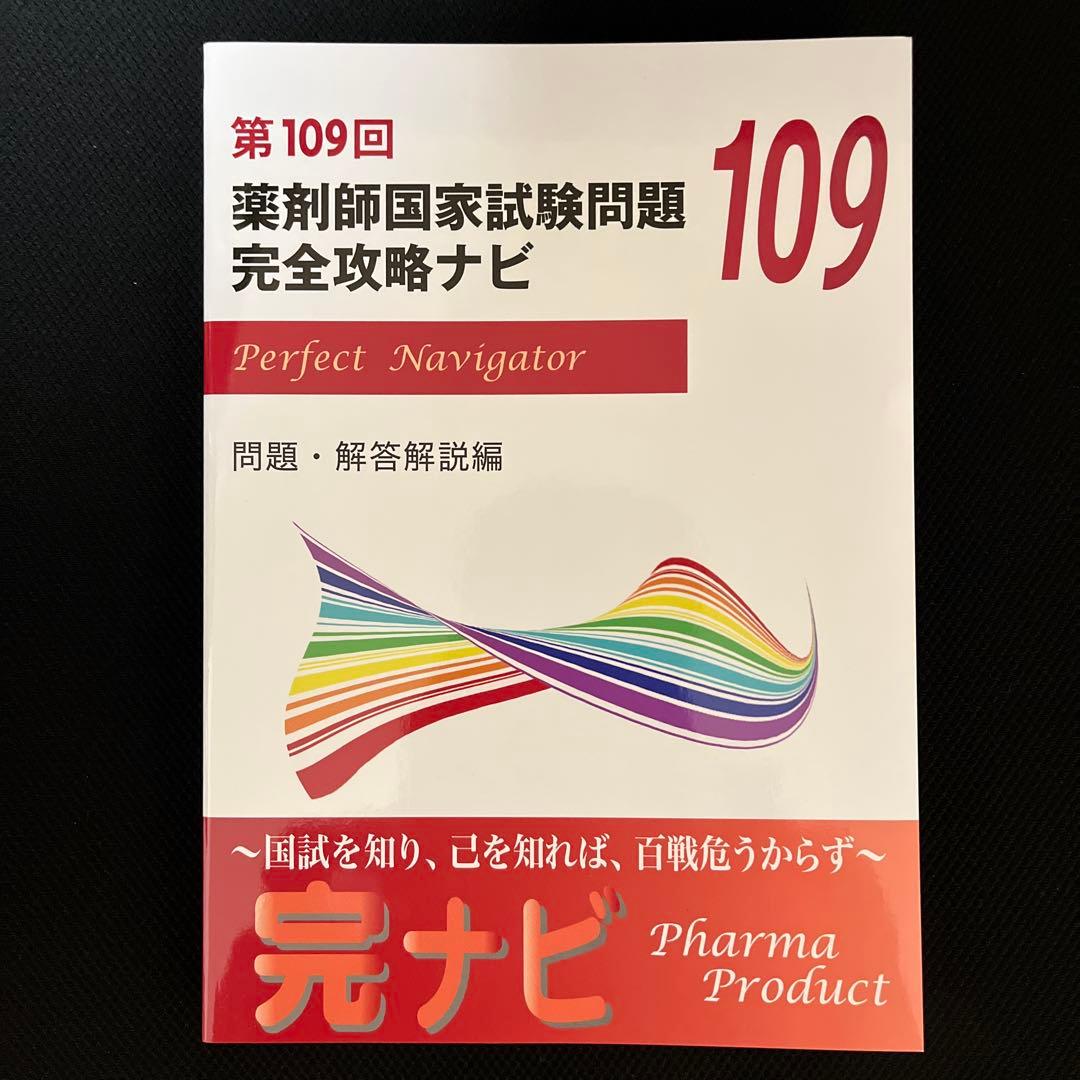 第109回
109
薬剤師国家試験問題
完全攻略ナビ
Perfect Navigator
問題・解答解説編
～国試を知り、己を知れば、百戦危うからず～
完ナビ
Pharma
Product